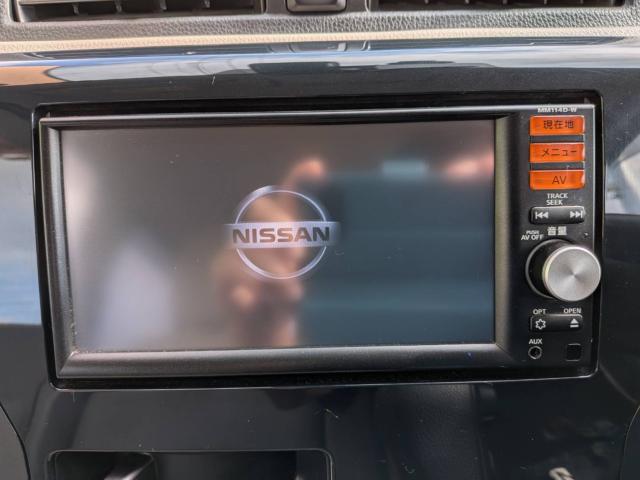 MM114D-W
現在地
メニュー
AV
TRACK
SEEK
PUSH
AV OFF
音量
NISSAN
OPT
OPEN
AUX